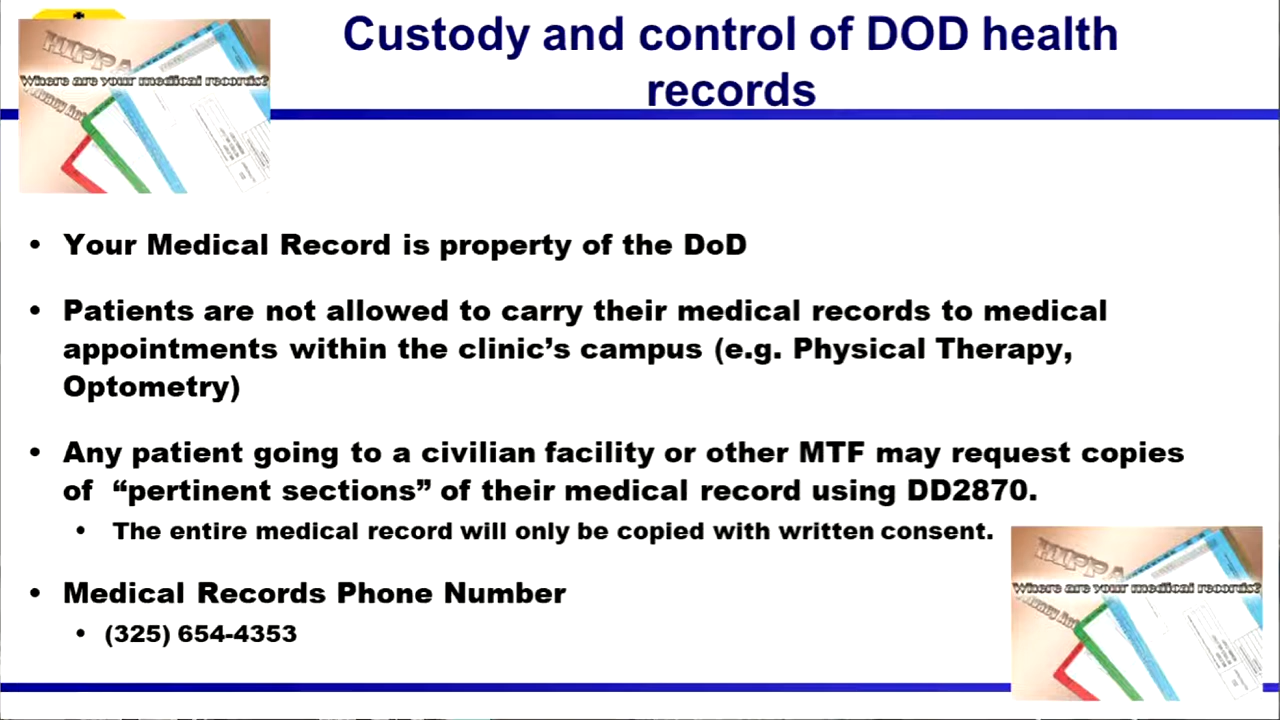 Custody and control of DOD health
records
HIPPA
Where are your medical records?
• Your Medical Record is property of the DoD
• Patients are not allowed to carry their medical records to medical
appointments within the clinic's campus (e.g. Physical Therapy,
Optometry)
• Any patient going to a civilian facility or other MTF may request copies
of “pertinent sections” of their medical record using DD2870.
• The entire medical record will only be copied with written consent.
• Medical Records Phone Number
• (325) 654-4353
HIPPA
Where are your medical records?